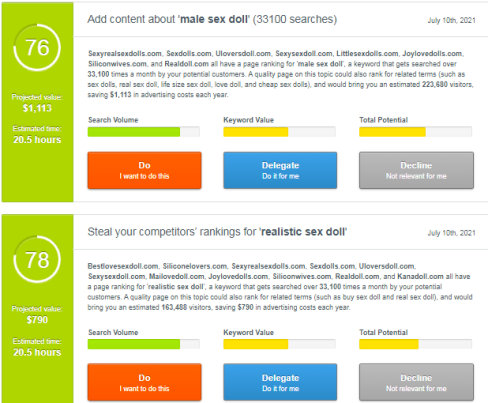 Add content about 'male sex doll' (33100 searches)
July 10th, 2021
76
Projected value:
$1,113
Estimated time:
20.5 hours
Sexyrealsexdolls.com, Sexdolls.com, Uloversdoll.com, Sexysexdoll.com, Littlesexdolls.com, Joylovedolls.com,
Siliconwives.com, and Realdoll.com all have a page ranking for 'male sex doll', a keyword that gets searched over
33,100 times a month by your potential customers. A quality page on this topic could also rank for related terms (such as
sex dolls, real sex doll, life size sex doll, love doll, and cheap sex dolls), and would bring you an estimated 223,680 visitors,
saving $1,113 in advertising costs each year.
Search Volume
Keyword Value
Total Potential
Do
I want to do this
Delegate
Do it for me
Decline
Not relevant for me
Steal your competitors' rankings for 'realistic sex doll'
July 10th, 2021
78
Projected value:
$790
Estimated time:
20.5 hours
Bestlovesexdoll.com, Siliconelovers.com, Sexyrealsexdolls.com, Sexdolls.com, Uloversdoll.com,
Sexysexdoll.com, Mailovedoll.com, Joylovedolls.com, Siliconwives.com, Realdoll.com, and Kanadoll.com all have
a page ranking for 'realistic sex doll', a keyword that gets searched over 33,100 times a month by your potential
customers. A quality page on this topic could also rank for related terms (such as buy sex doll and real sex doll), and would
bring you an estimated 163,488 visitors, saving $790 in advertising costs each year.
Search Volume
Keyword Value
Total Potential
Do
I want to do this
Delegate
Do it for me
Decline
Not relevant for me